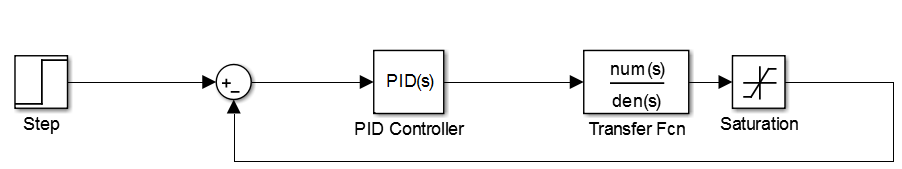 +
-
PID(s)
num(s)
den(s)
Step
PID Controller
Transfer Fcn
Saturation